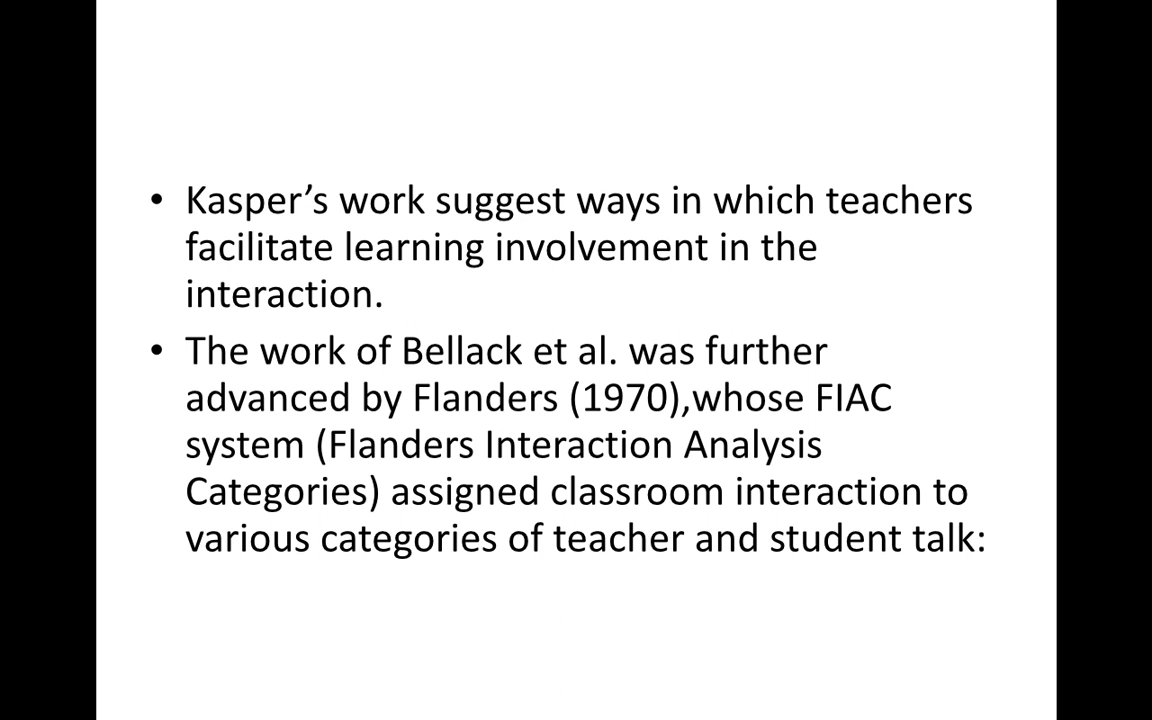 • Kasper’s work suggest ways in which teachers
facilitate learning involvement in the
interaction.
• The work of Bellack et al. was further
advanced by Flanders (1970),whose FIAC
system (Flanders Interaction Analysis
Categories) assigned classroom interaction to
various categories of teacher and student talk: